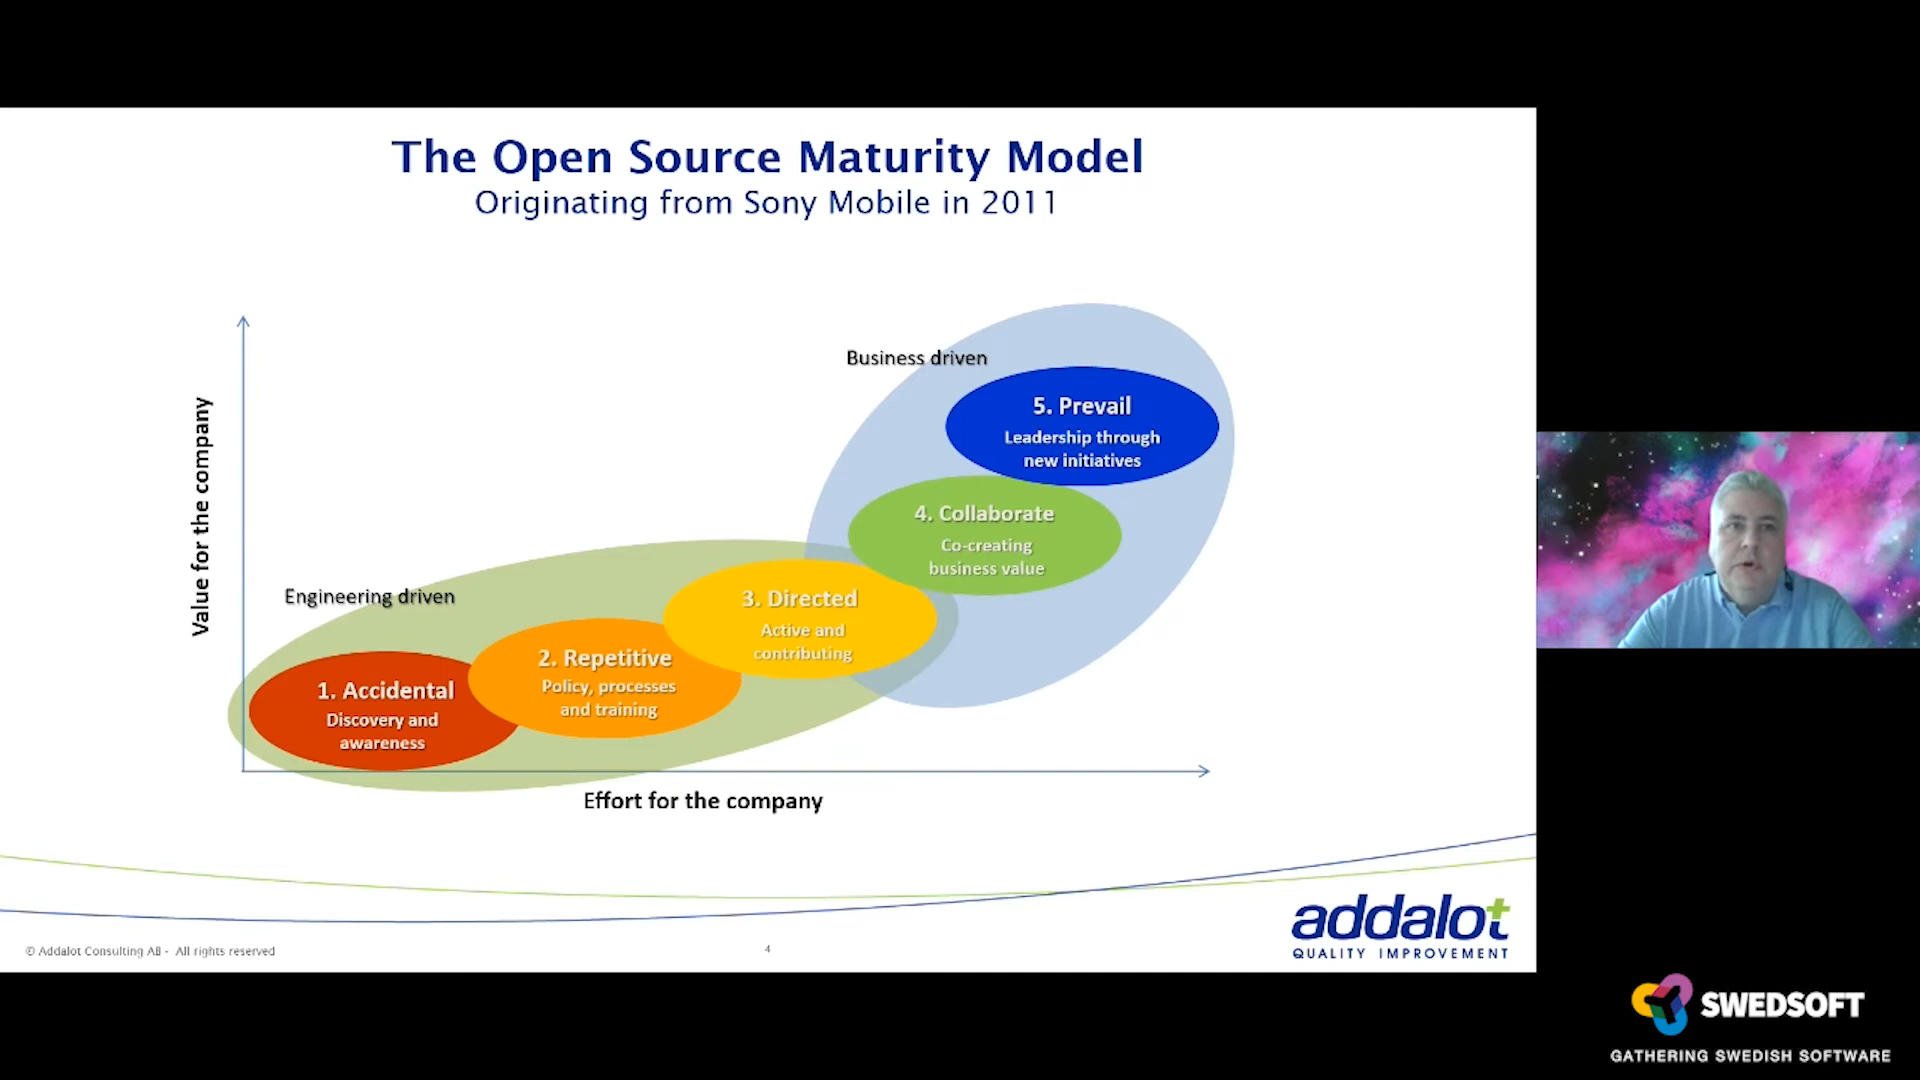 The Open Source Maturity Model
Originating from Sony Mobile in 2011
Value for the company
Business driven
5. Prevail
Leadership through
new initiatives
4. Collaborate
Co-creating
business value
Engineering driven
3. Directed
Active and
contributing
2. Repetitive
Policy, processes
and training
1. Accidental
Discovery and
awareness
Effort for the company
© Addalot Consulting AB - All rights reserved
4
addalot
QUALITY IMPROVEMENT
SWEDSOFT
GATHERING SWEDISH SOFTWARE